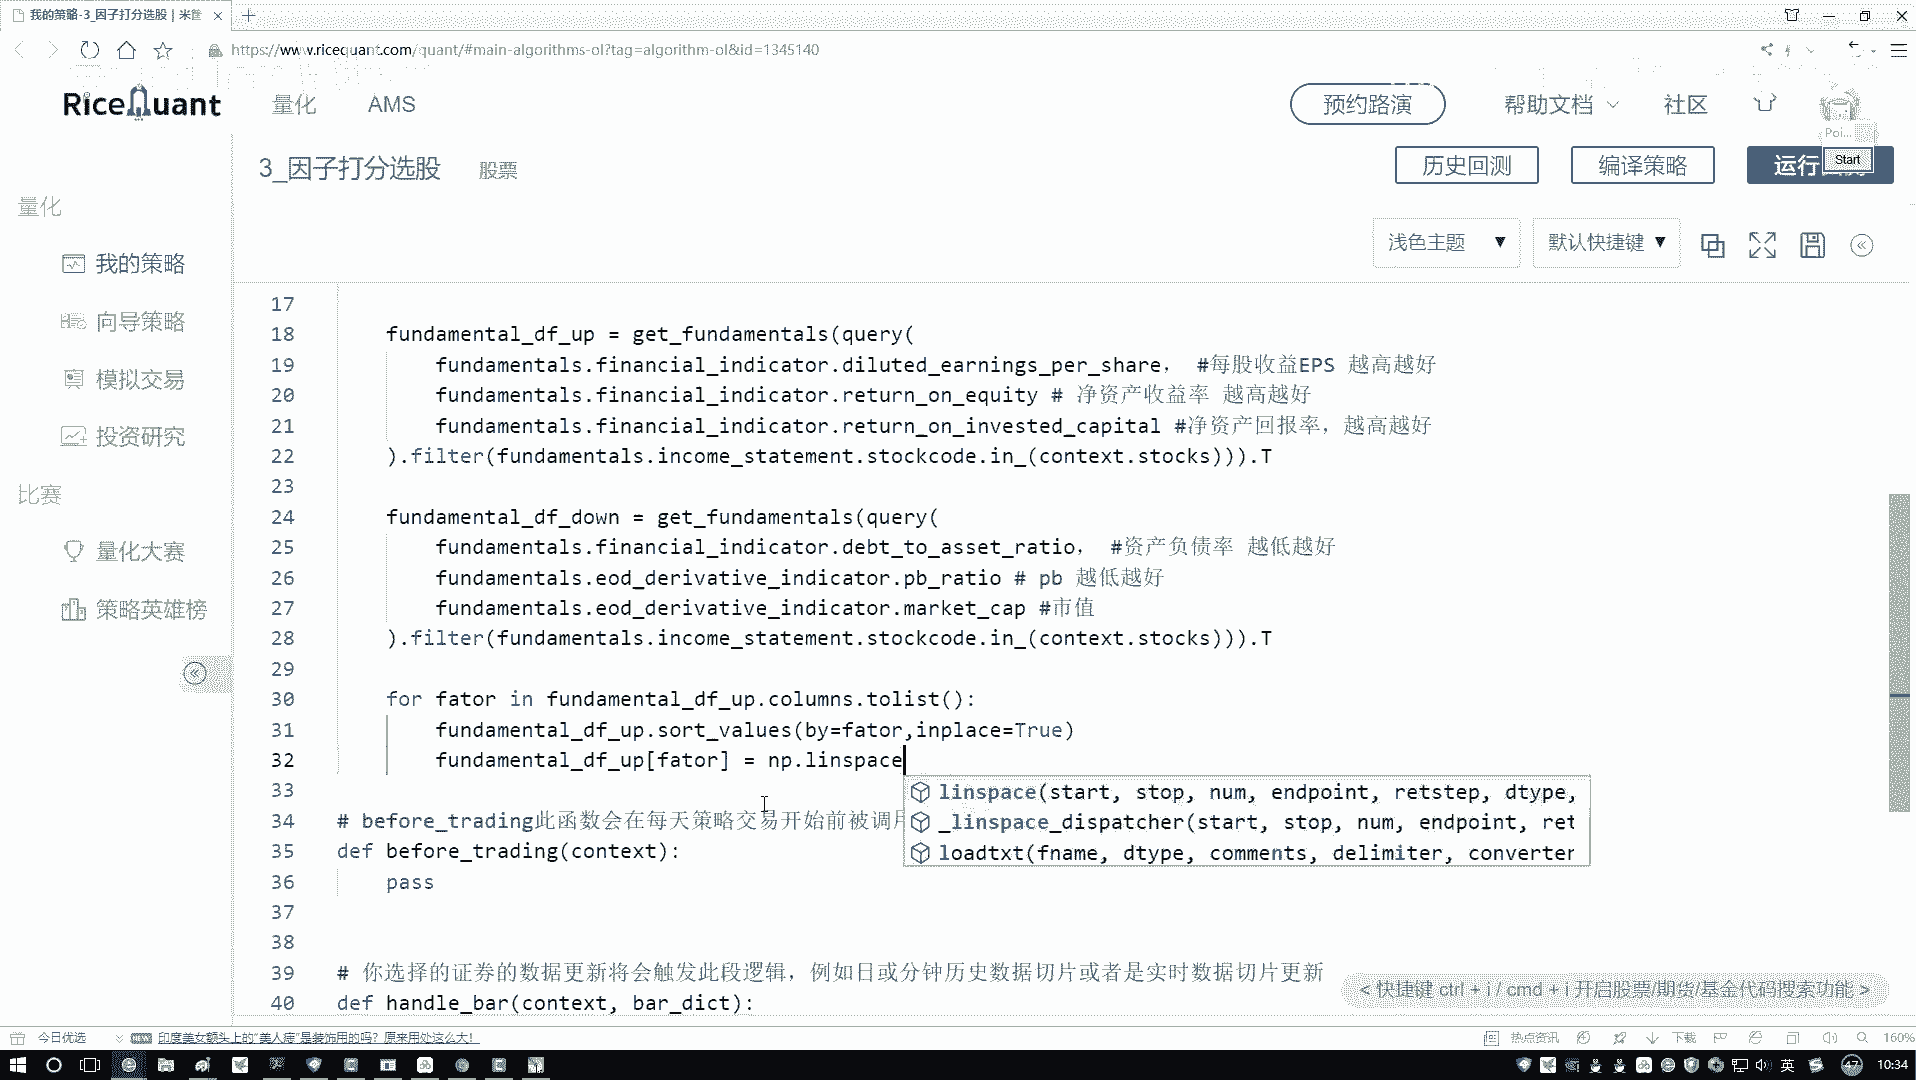 我的策略-3_因子打分选股 | 米筐
https://www.ricequant.com/quant/#main-algorithms-ol?tag=algorithm-ol&id=1345140
RiceQuant 量化 AMS 预约路演 帮助文档 社区
Poi...
Start
3_因子打分选股 股票 历史回测 编译策略 运行
量化
我的策略
向导策略
模拟交易
投资研究
比赛
量化大赛
策略英雄榜
浅色主题 ▼ 默认快捷键 ▼
17
18 fundamental_df_up = get_fundamentals(query(
19 fundamentals.financial_indicator.diluted_earnings_per_share， #每股收益EPS 越高越好
20 fundamentals.financial_indicator.return_on_equity # 净资产收益率 越高越好
21 fundamentals.financial_indicator.return_on_invested_capital #净资产回报率，越高越好
22 ).filter(fundamentals.income_statement.stockcode.in_(context.stocks))).T
23
24 fundamental_df_down = get_fundamentals(query(
25 fundamentals.financial_indicator.debt_to_asset_ratio， #资产负债率 越低越好
26 fundamentals.eod_derivative_indicator.pb_ratio # pb 越低越好
27 fundamentals.eod_derivative_indicator.market_cap #市值
28 ).filter(fundamentals.income_statement.stockcode.in_(context.stocks))).T
29
30 for fator in fundamental_df_up.columns.tolist():
31 fundamental_df_up.sort_values(by=fator,inplace=True)
32 fundamental_df_up[fator] = np.linspace
linspace(start, stop, num, endpoint, retstep, dtype,
_linspace_dispatcher(start, stop, num, endpoint, ret
loadtxt(fname, dtype, comments, delimiter, converter
33
34 # before_trading此函数会在每天策略交易开始前被调用
35 def before_trading(context):
36 pass
37
38
39 # 你选择的证券的数据更新将会触发此段逻辑，例如日或分钟历史数据切片或者是实时数据切片更新
40 def handle_bar(context, bar_dict):
< 快捷键 ctrl + i / cmd + i 开启股票/期货/基金代码搜索功能 >
今日优选 印度美女额头上的“美人痣”是装饰用的吗？原来用处这么大！ 热点资讯 下载 160%
英 47 10:34